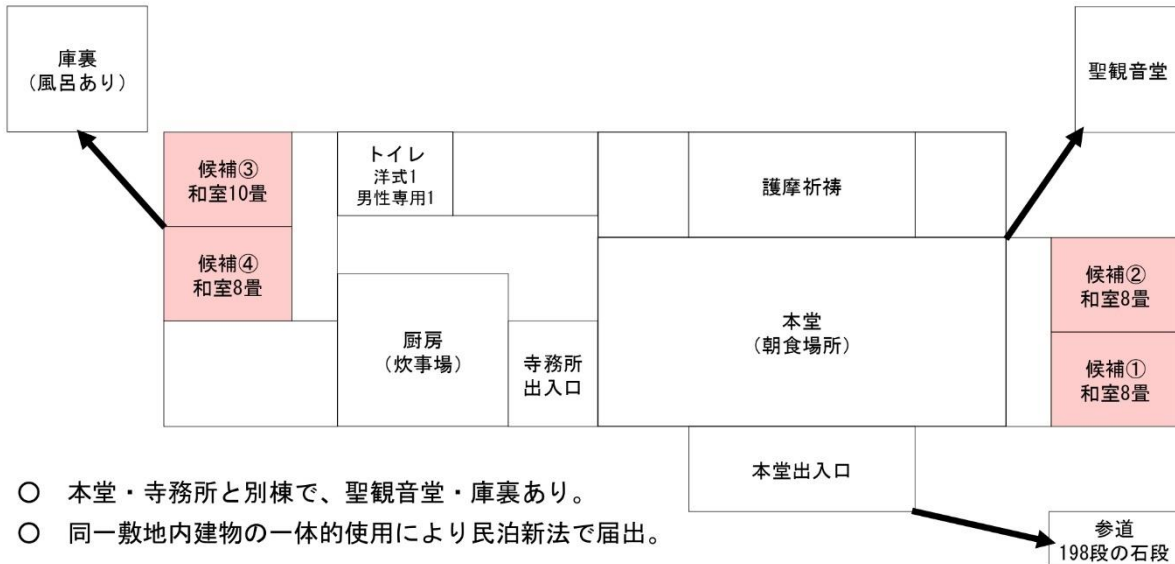 庫裏
（風呂あり）
聖観音堂
候補③
和室10畳
トイレ
洋式1
男性専用1
護摩祈祷
候補④
和室8畳
候補②
和室8畳
厨房
（炊事場）
寺務所
出入口
本堂
（朝食場所）
候補①
和室8畳
本堂出入口
○　本堂・寺務所と別棟で、聖観音堂・庫裏あり。
○　同一敷地内建物の一体的使用により民泊新法で届出。
参道
198段の石段